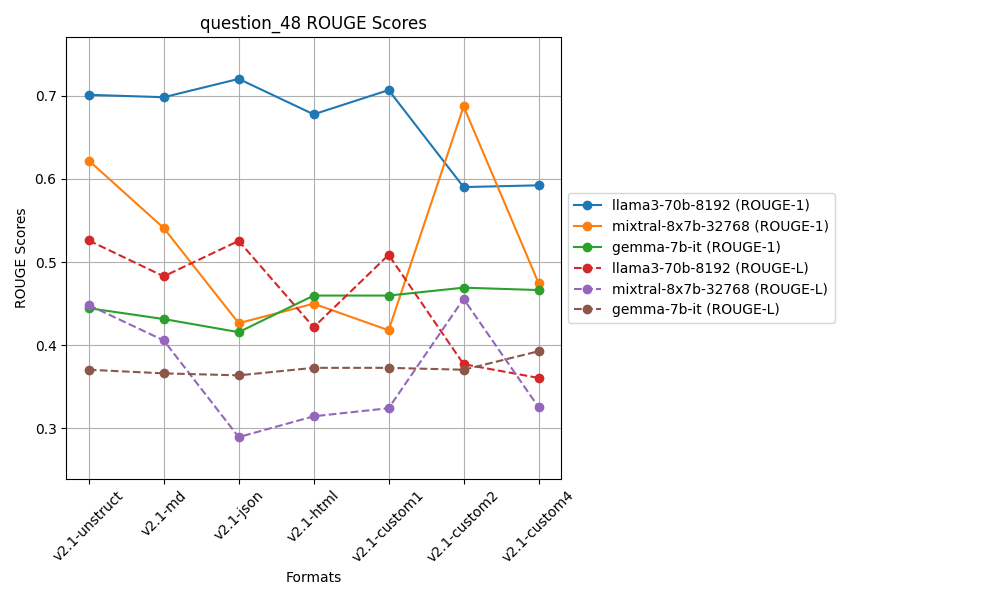 question_48 ROUGE Scores
ROUGE Scores
0.7
0.6
0.5
0.4
0.3
v2.1-unstruct
v2.1-md
v2.1-json
v2.1-html
v2.1-custom1
v2.1-custom2
v2.1-custom4
Formats
llama3-70b-8192 (ROUGE-1)
mixtral-8x7b-32768 (ROUGE-1)
gemma-7b-it (ROUGE-1)
llama3-70b-8192 (ROUGE-L)
mixtral-8x7b-32768 (ROUGE-L)
gemma-7b-it (ROUGE-L)